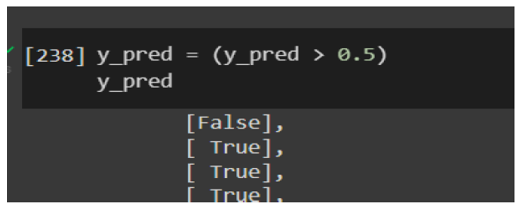 [238] y_pred = (y_pred > 0.5)
y_pred
[False],
[ True],
[ True],
[ True],